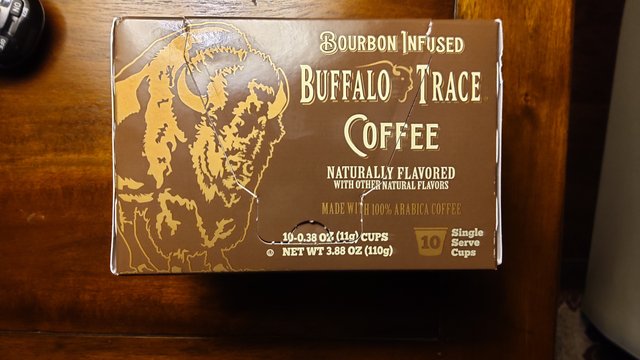 BOURBON INFUSED
BUFFALO TRACE
COFFEE
NATURALLY FLAVORED
WITH OTHER NATURAL FLAVORS
MADE WITH 100% ARABICA COFFEE
10-0.38 OZ (11g) CUPS
NET WT 3.88 OZ (110g)
10
Single
Serve
Cups